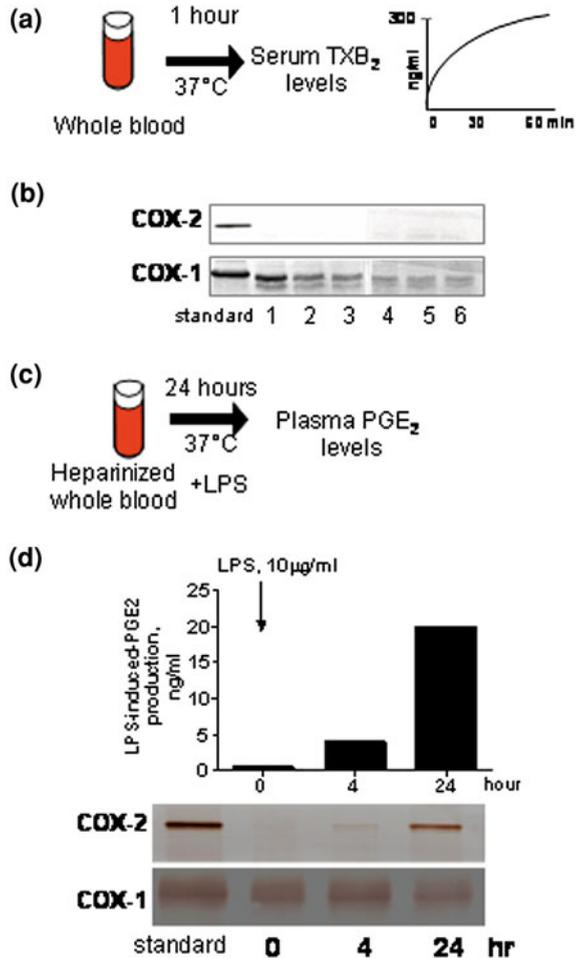 (a)
1 hour
37°C
Whole blood
Serum TXB₂
levels
300
ng/ml
0 30 60 min
(b)
COX-2
COX-1
standard 1 2 3 4 5 6
(c)
24 hours
37°C
+LPS
Heparinized
whole blood
Plasma PGE₂
levels
(d)
LPS, 10µg/ml
LPS-induced-PGE2
production,
ng/ml
25
20
15
10
5
0
0 4 24 hour
COX-2
COX-1
standard 0 4 24 hr